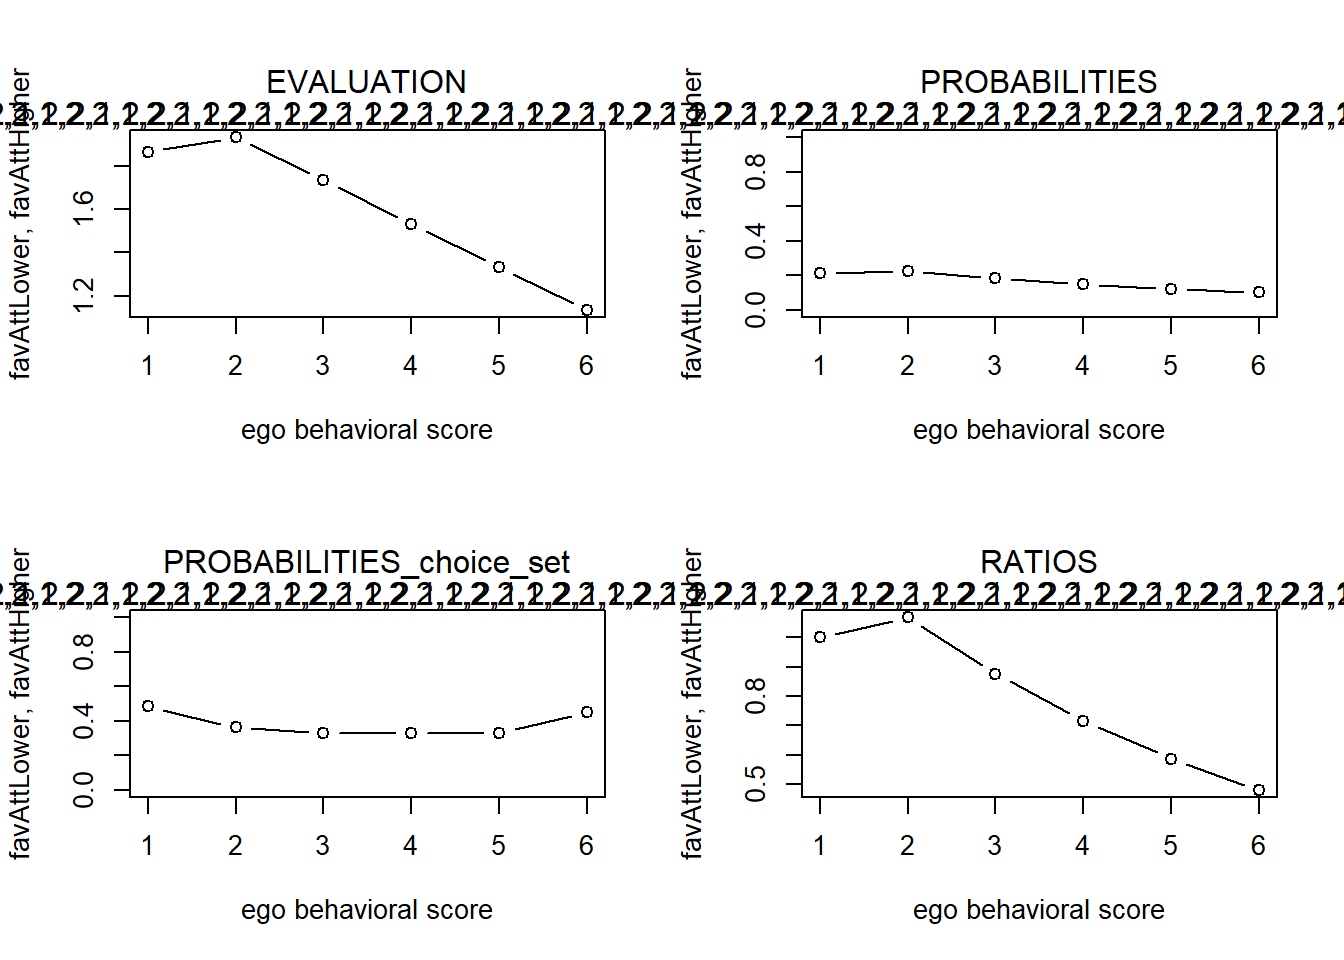 EVALUATION
favAttLower, favAttHigher
1.2 1.6
1 2 3 4 5 6
ego behavioral score
PROBABILITIES
favAttLower, favAttHigher
0.0 0.4 0.8
1 2 3 4 5 6
ego behavioral score
PROBABILITIES_choice_set
favAttLower, favAttHigher
0.0 0.4 0.8
1 2 3 4 5 6
ego behavioral score
RATIOS
favAttLower, favAttHigher
0.5 0.8
1 2 3 4 5 6
ego behavioral score